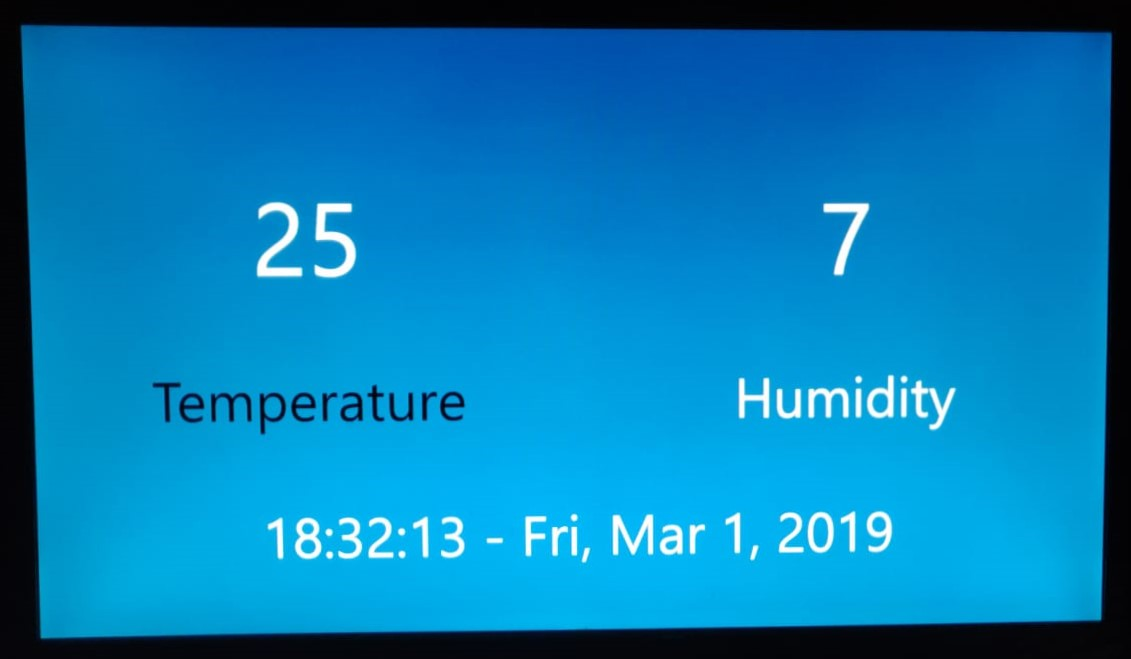 25 7
Temperature Humidity
18:32:13 - Fri, Mar 1, 2019